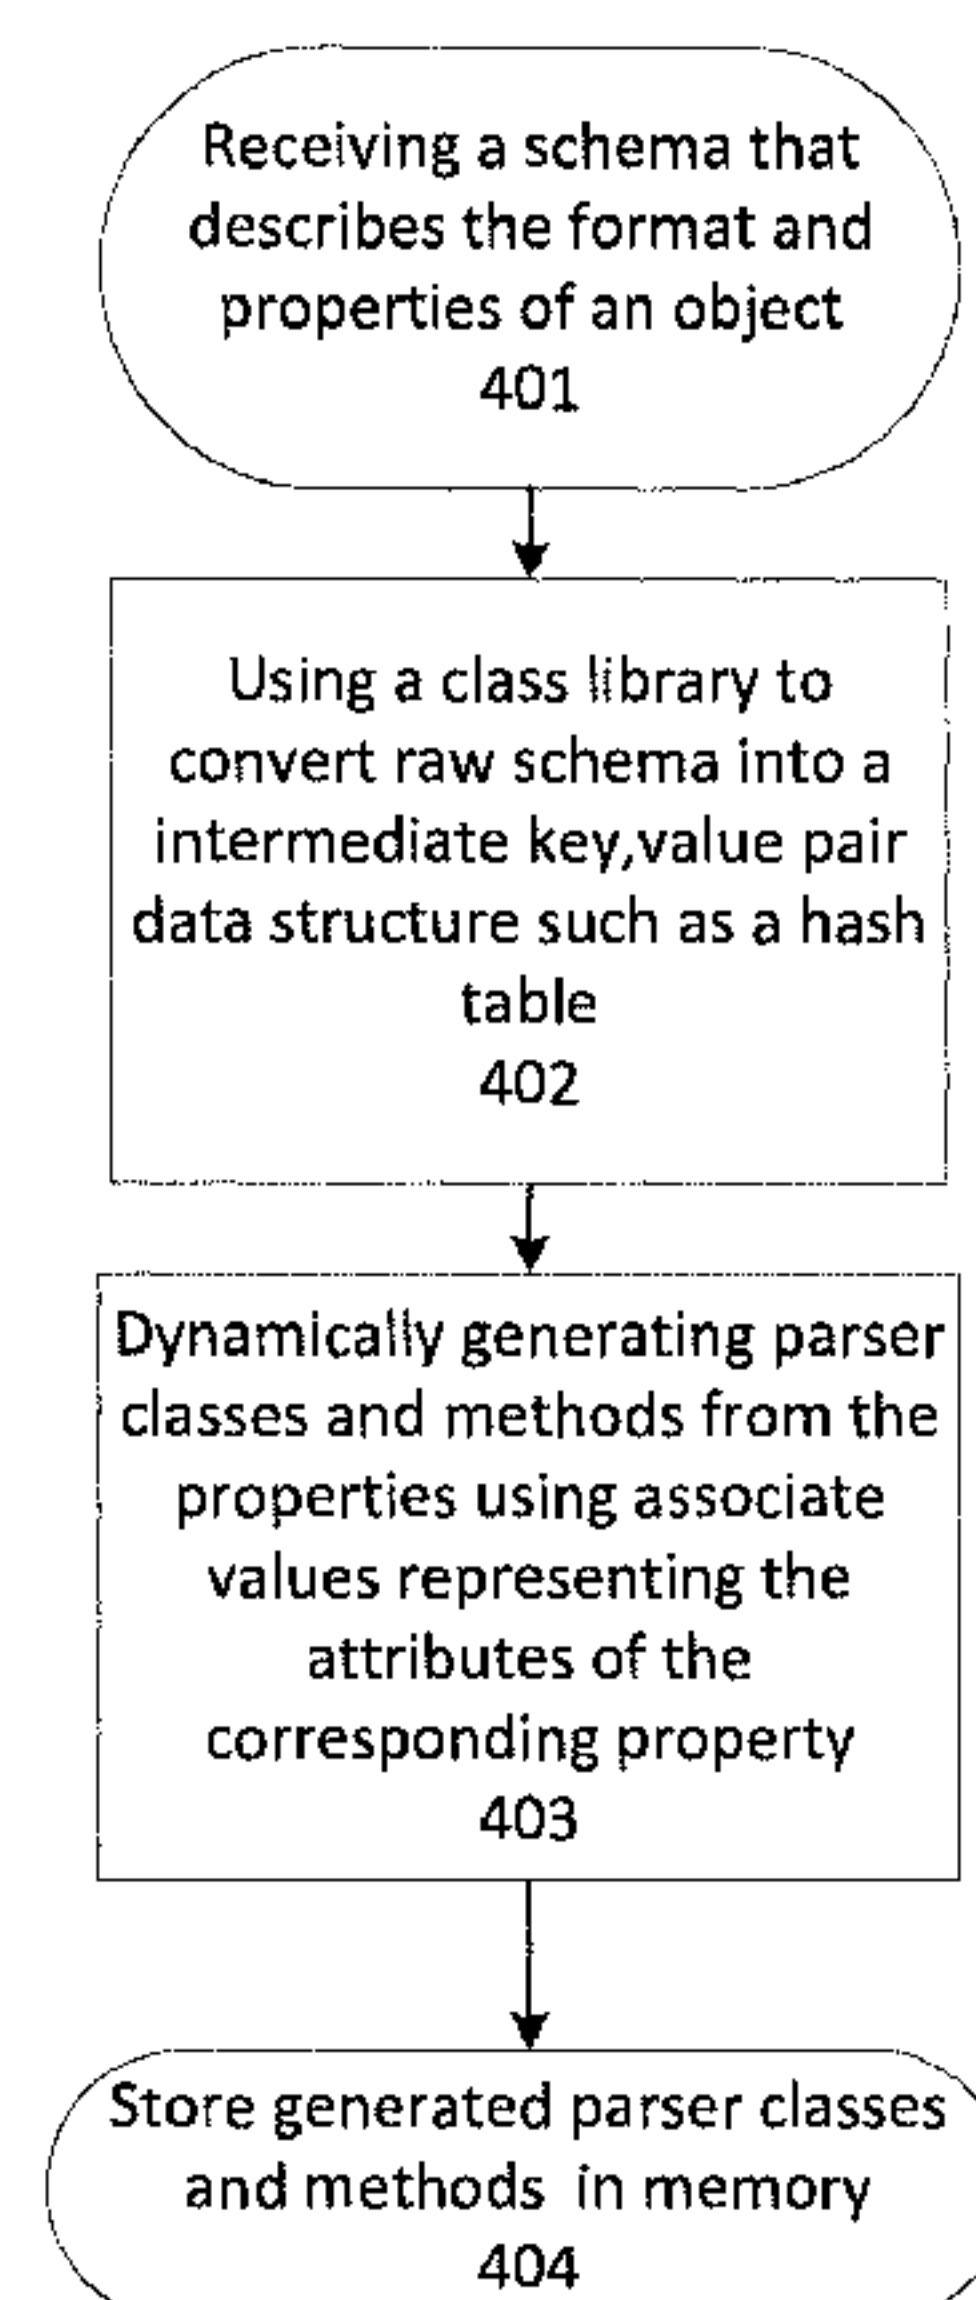 Receiving a schema that
describes the format and
properties of an object
401
Using a class library to
convert raw schema into a
intermediate key,value pair
data structure such as a hash
table
402
Dynamically generating parser
classes and methods from the
properties using associate
values representing the
attributes of the
corresponding property
403
Store generated parser classes
and methods in memory
404